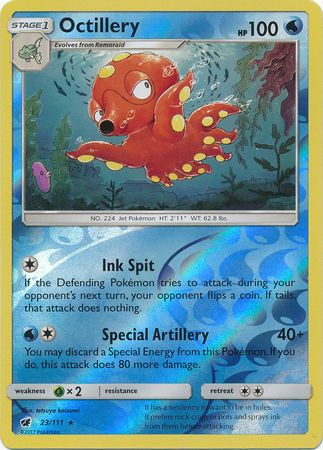 STAGE 1 Octillery HP 100
Evolves from Remoraid
NO. 224 Jet Pokémon HT: 2'11" WT: 62.8 lbs.
Ink Spit
If the Defending Pokémon tries to attack during your
opponent's next turn, your opponent flips a coin. If tails,
that attack does nothing.
Special Artillery 40+
You may discard a Special Energy from this Pokémon. If you
do, this attack does 80 more damage.
weakness × 2 resistance retreat
Illus. tetsuya koizumi
23/111 ★
©2017 Pokémon
It has a tendency to want to be in holes.
It prefers rock crags or pots and sprays ink
from them before attacking.